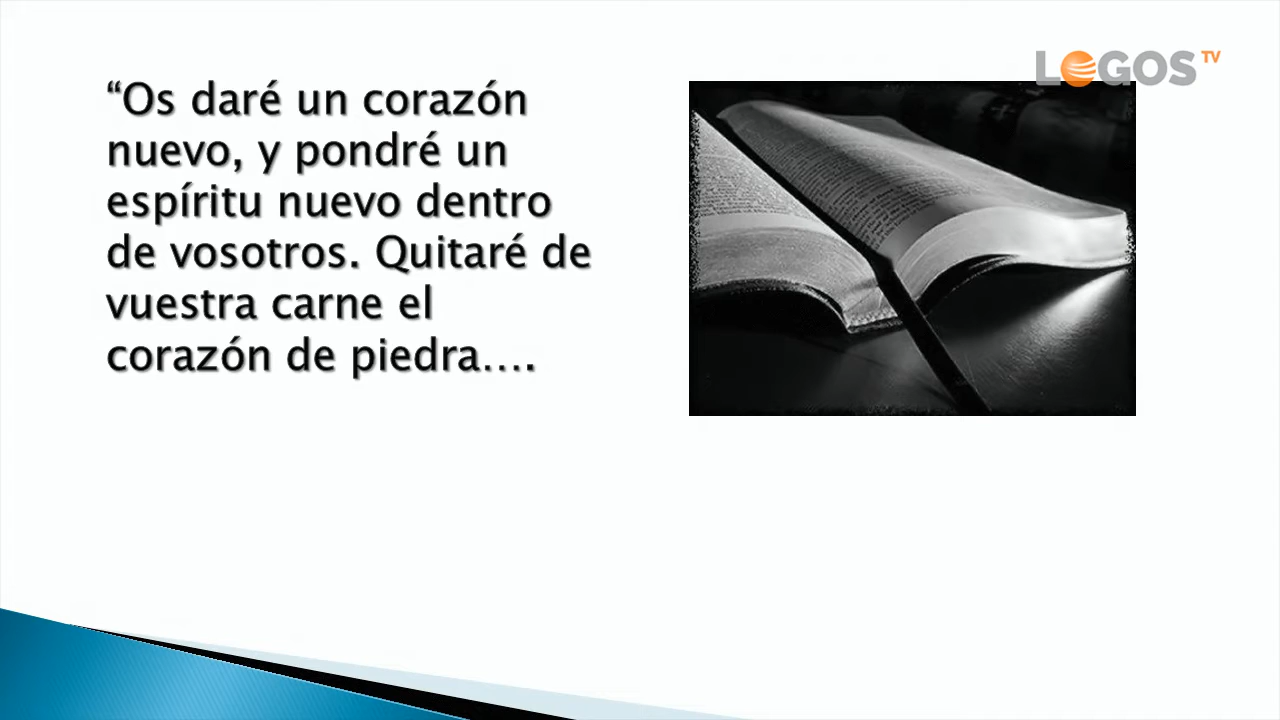 LOGOS TV
“Os daré un corazón
nuevo, y pondré un
espíritu nuevo dentro
de vosotros. Quitaré de
vuestra carne el
corazón de piedra….